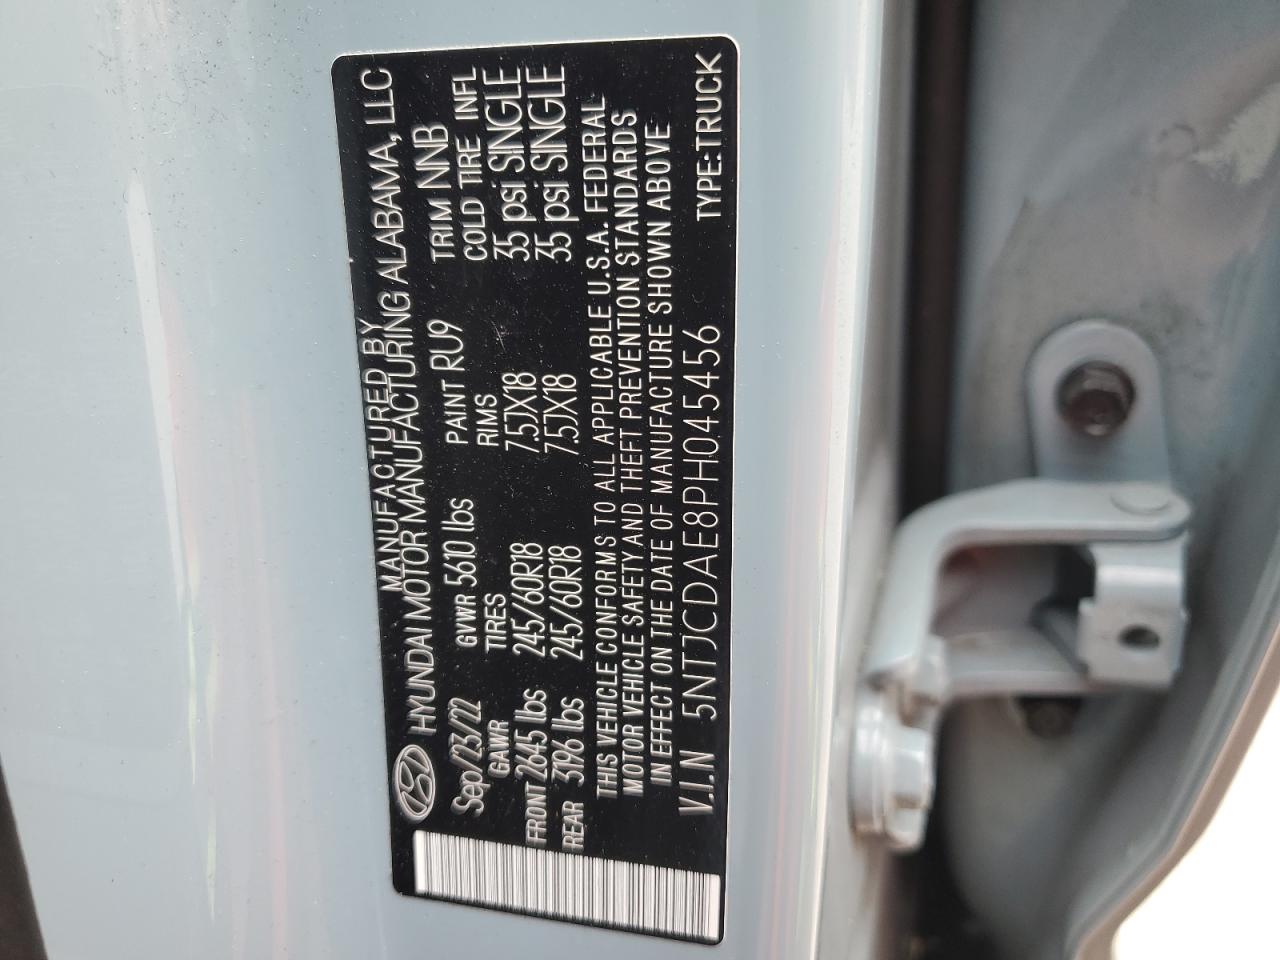 MANUFACTURED BY
HYUNDAI MOTOR MANUFACTURING ALABAMA, LLC
Sep/23/22 GVWR 5610 lbs PAINT RU9 TRIM NNB
GAWR TIRES RIMS COLD TIRE INFL
FRONT 2645 lbs 245/60R18 7.5JX18 35 psi SINGLE
REAR 3196 lbs 245/60R18 7.5JX18 35 psi SINGLE
THIS VEHICLE CONFORMS TO ALL APPLICABLE U.S.A. FEDERAL
MOTOR VEHICLE SAFETY AND THEFT PREVENTION STANDARDS
IN EFFECT ON THE DATE OF MANUFACTURE SHOWN ABOVE
V.I.N 5NTJCDAE8PH045456 TYPE:TRUCK